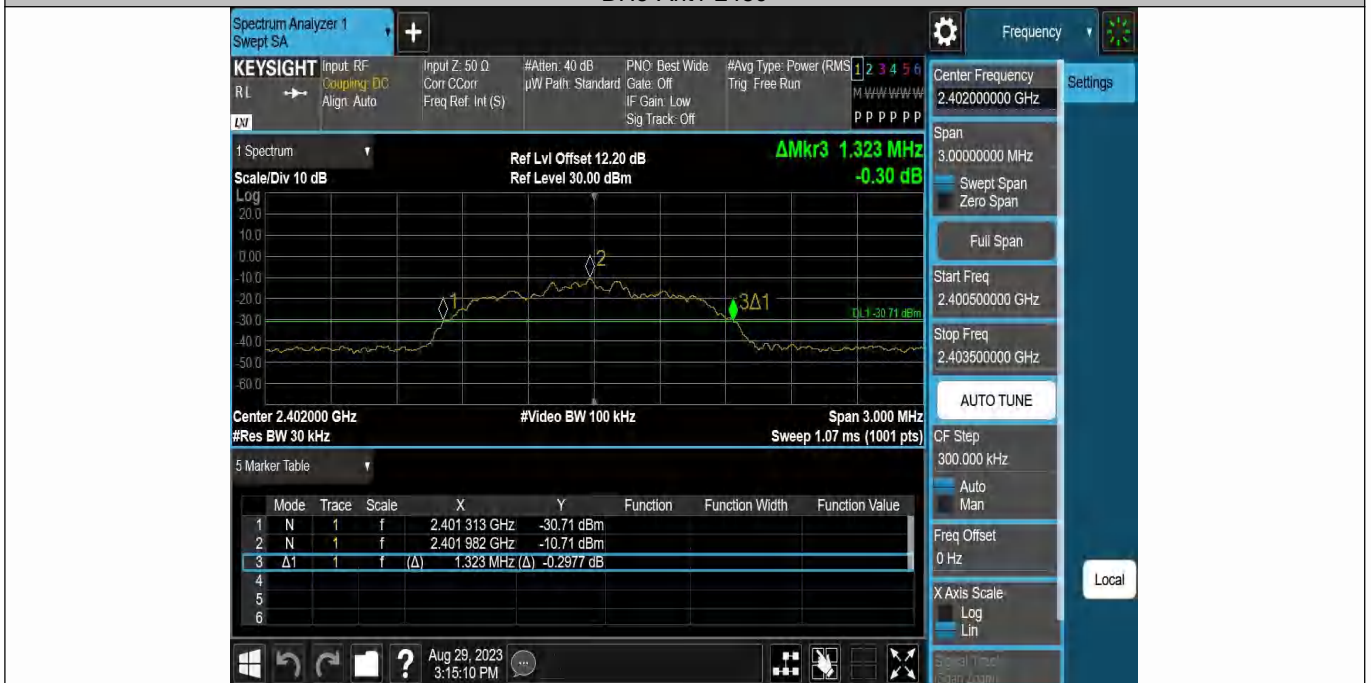 Spectrum Analyzer 1
Swept SA
+
Frequency
KEYSIGHT
RL
LXI
Input: RF
Coupling: DC
Align: Auto
Input Z: 50 Ω
Corr CCorr
Freq Ref: Int (S)
#Atten: 40 dB
µW Path: Standard
PNO: Best Wide
Gate: Off
IF Gain: Low
Sig Track: Off
#Avg Type: Power (RMS
Trig: Free Run
1 2 3 4 5 6
M W W W W W
P P P P P P
1 Spectrum
Scale/Div 10 dB
Ref Lvl Offset 12.20 dB
Ref Level 30.00 dBm
ΔMkr3 1.323 MHz
-0.30 dB
Log
20.0
10.0
0.00
-10.0
-20.0
-30.0
-40.0
-50.0
-60.0
1
2
3Δ1
DL1 -30.71 dBm
Center 2.402000 GHz
#Video BW 100 kHz
Span 3.000 MHz
#Res BW 30 kHz
Sweep 1.07 ms (1001 pts)
5 Marker Table
Mode Trace Scale X Y Function Function Width Function Value
1 N 1 f 2.401 313 GHz -30.71 dBm
2 N 1 f 2.401 982 GHz -10.71 dBm
3 Δ1 1 f (Δ) 1.323 MHz (Δ) -0.2977 dB
4
5
6
Aug 29, 2023
3:15:10 PM
Center Frequency
2.402000000 GHz
Settings
Span
3.00000000 MHz
Swept Span
Zero Span
Full Span
Start Freq
2.400500000 GHz
Stop Freq
2.403500000 GHz
AUTO TUNE
CF Step
300.000 kHz
Auto
Man
Freq Offset
0 Hz
X Axis Scale
Log
Lin
Local
Signal Track
(Span Zoom)